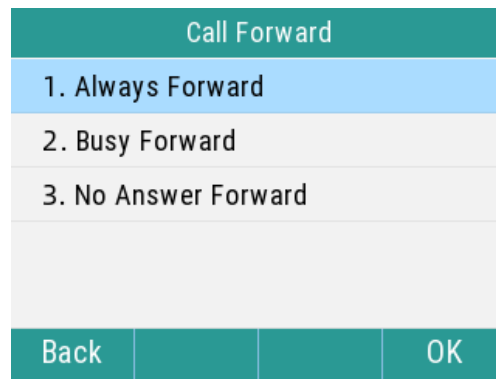 Call Forward
1. Always Forward
2. Busy Forward
3. No Answer Forward
Back OK